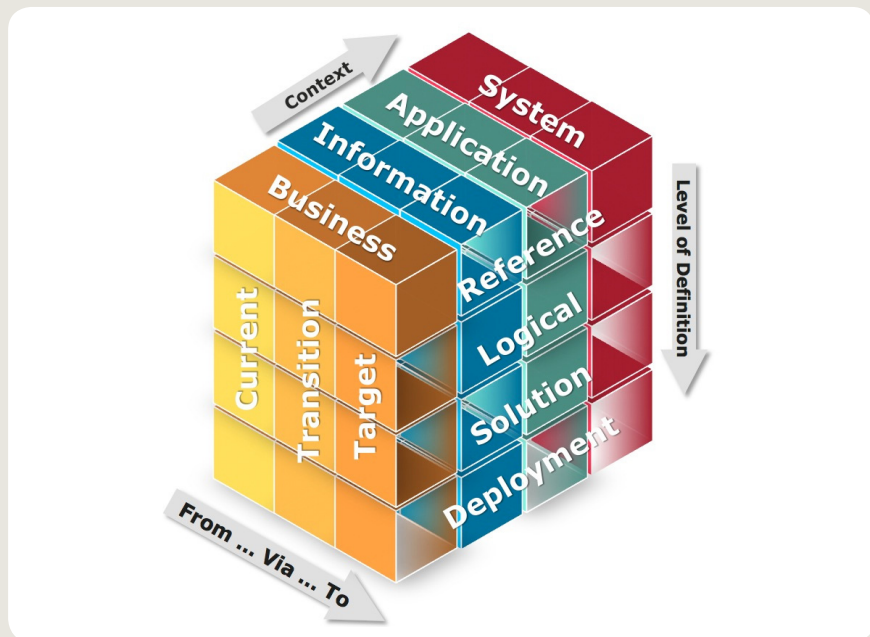 Context
System
Application
Information
Business
Reference
Logical
Solution
Deployment
Current
Transition
Target
Level of Definition
From ... Via ... To